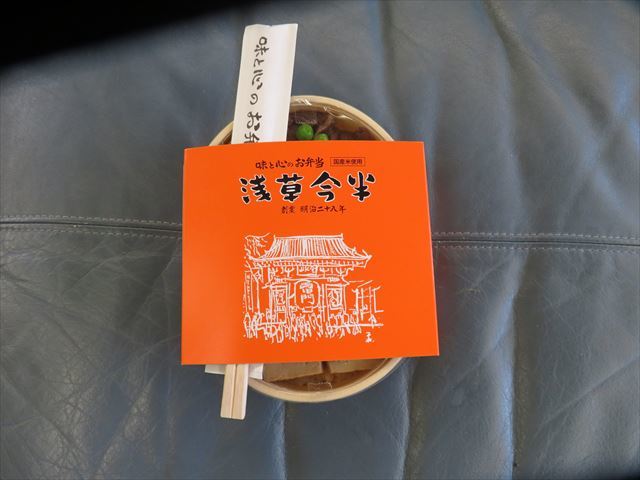 味と心のお弁
味と心のお弁当 国産米使用
浅草今半
創業 明治二十八年